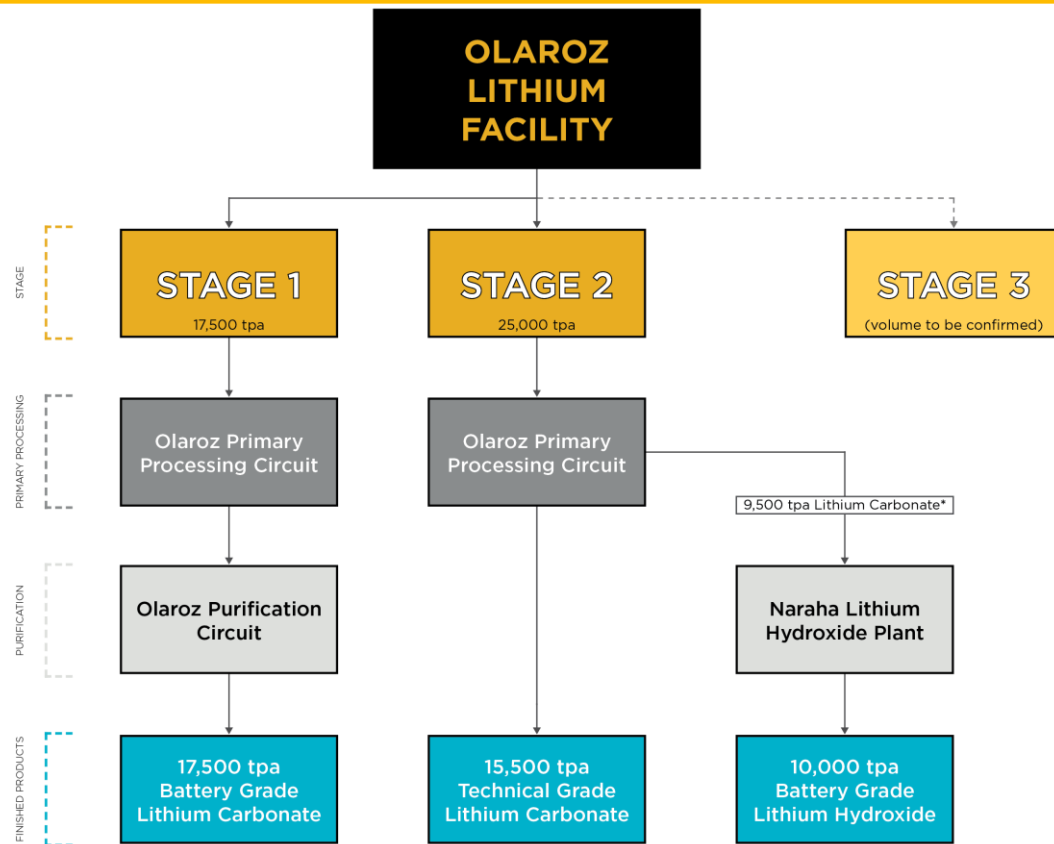 OLAROZ
LITHIUM
FACILITY
STAGE
STAGE 1
17,500 tpa
STAGE 2
25,000 tpa
STAGE 3
(volume to be confirmed)
PRIMARY PROCESSING
Olaroz Primary
Processing Circuit
Olaroz Primary
Processing Circuit
9,500 tpa Lithium Carbonate*
PURIFICATION
Olaroz Purification
Circuit
Naraha Lithium
Hydroxide Plant
FINISHED PRODUCTS
17,500 tpa
Battery Grade
Lithium Carbonate
15,500 tpa
Technical Grade
Lithium Carbonate
10,000 tpa
Battery Grade
Lithium Hydroxide